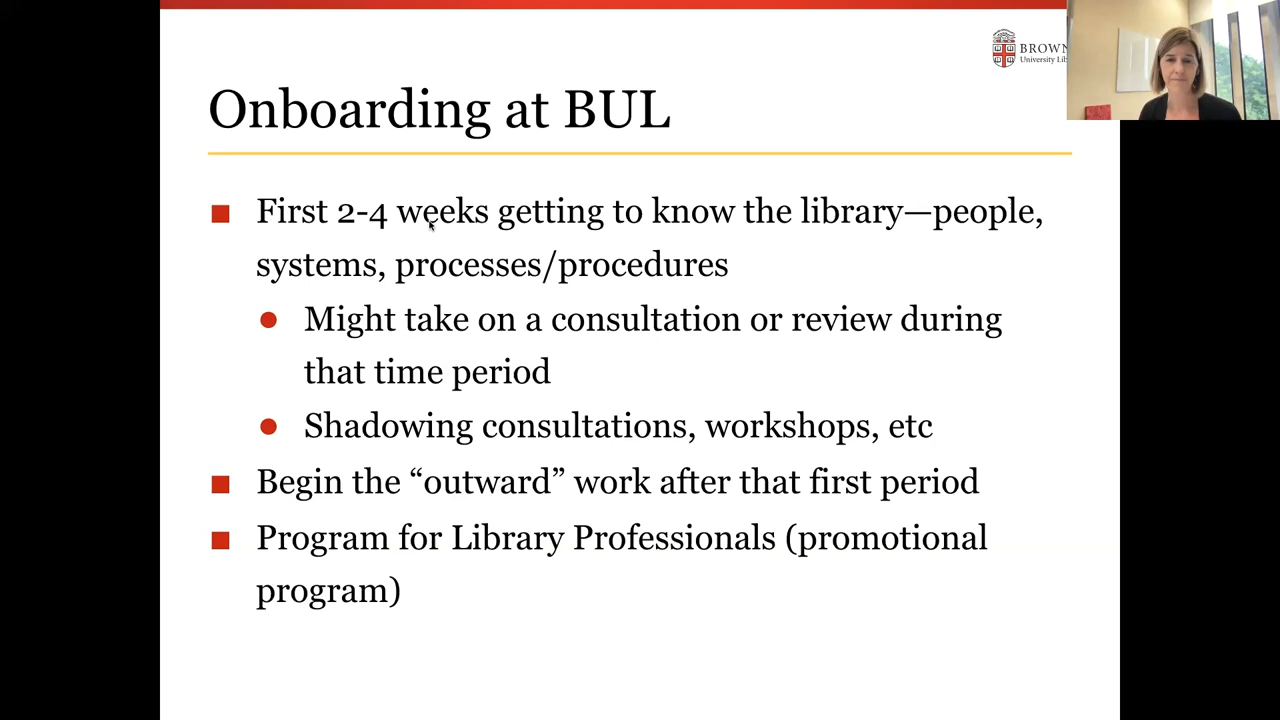 BROWN
University
Onboarding at BUL
First 2-4 weeks getting to know the library—people,
systems, processes/procedures
Might take on a consultation or review during
that time period
Shadowing consultations, workshops, etc
Begin the “outward” work after that first period
Program for Library Professionals (promotional
program)